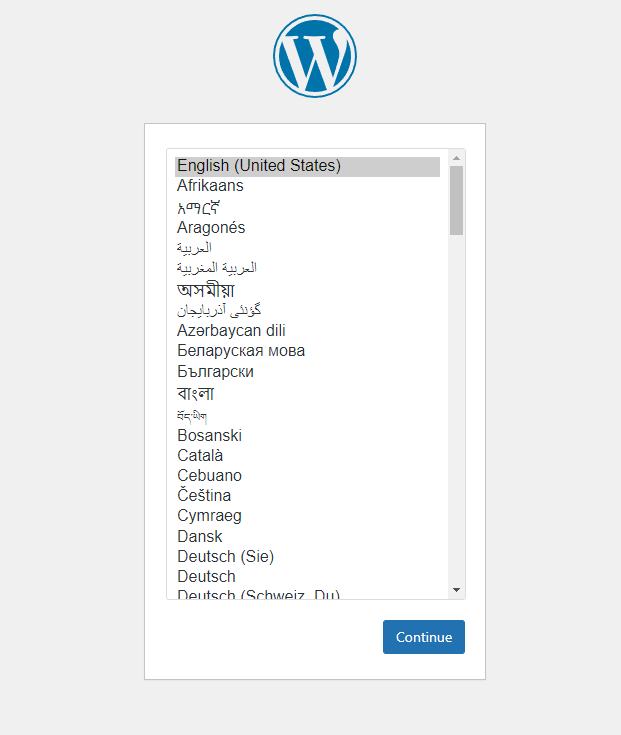 English (United States)
Afrikaans
አማርኛ
Aragonés
العربية
العربية المغربية
অসমীয়া
گؤنئی آذربایجان
Azərbaycan dili
Беларуская мова
Български
বাংলা
བོད་ཡིག
Bosanski
Català
Cebuano
Čeština
Cymraeg
Dansk
Deutsch (Sie)
Deutsch
Deutsch (Schweiz, Du)
Continue